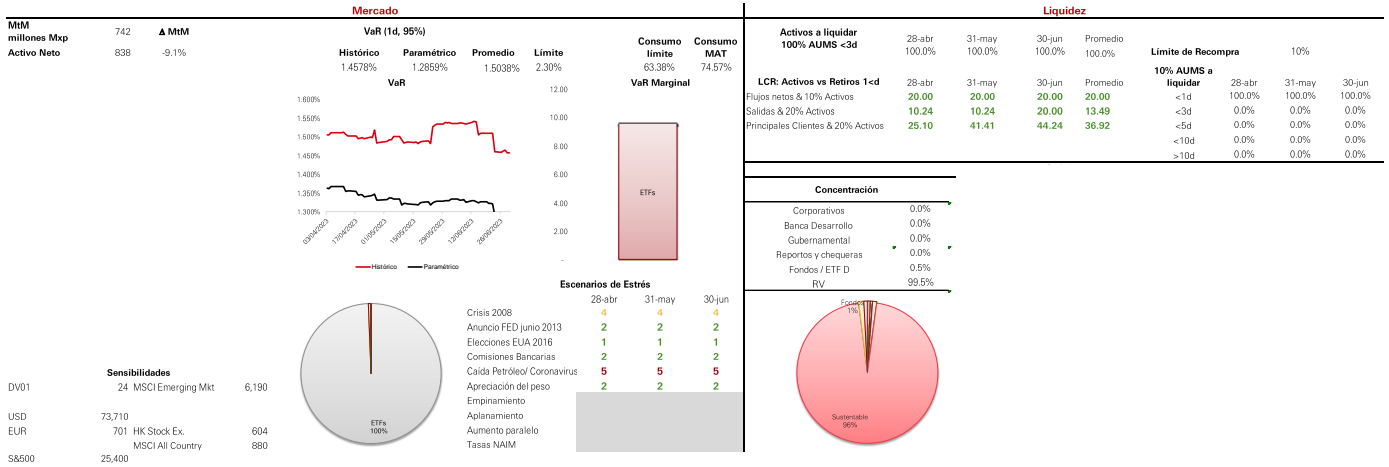 Mercado
MtM millones Mxp 742 Δ MtM
Activo Neto 838 -9.1%
VaR (1d, 95%)
Histórico Paramétrico Promedio Límite
1.4578% 1.2859% 1.5038% 2.30%
Consumo límite Consumo MAT
63.38% 74.57%
VaR
1.600%
1.550%
1.500%
1.450%
1.400%
1.350%
1.300%
03/04/2023 17/04/2023 01/05/2023 15/05/2023 29/05/2023 12/06/2023 26/06/2023
Histórico Paramétrico
VaR Marginal
12.00
10.00
8.00
6.00
4.00
2.00
-
ETFs
Escenarios de Estrés
28-abr 31-may 30-jun
Crisis 2008 4 4 4
Anuncio FED junio 2013 2 2 2
Elecciones EUA 2016 1 1 1
Comisiones Bancarias 2 2 2
Caída Petróleo/ Coronavirus 5 5 5
Apreciación del peso 2 2 2
Empinamiento
Aplanamiento
Aumento paralelo
Tasas NAIM
ETFs
100%
Sensibilidades
DV01 24 MSCI Emerging Mkt 6,190
USD 73,710
EUR 701 HK Stock Ex. 604
MSCI All Country 880
S&500 25,400
Liquidez
Activos a liquidar 28-abr 31-may 30-jun Promedio
100% AUMS <3d 100.0% 100.0% 100.0% 100.0%
LCR: Activos vs Retiros 1<d 28-abr 31-may 30-jun Promedio
Flujos netos & 10% Activos 20.00 20.00 20.00 20.00
Salidas & 20% Activos 10.24 10.24 20.00 13.49
Principales Clientes & 20% Activos 25.10 41.41 44.24 36.92
Límite de Recompra 10%
10% AUMS a liquidar 28-abr 31-may 30-jun
<1d 100.0% 100.0% 100.0%
<3d 0.0% 0.0% 0.0%
<5d 0.0% 0.0% 0.0%
<10d 0.0% 0.0% 0.0%
>10d 0.0% 0.0% 0.0%
Concentración
Corporativos 0.0%
Banca Desarrollo 0.0%
Gubernamental 0.0%
Reportos y chequeras 0.0%
Fondos / ETF D 0.5%
RV 99.5%
Fondos
1%
Sustentable
96%